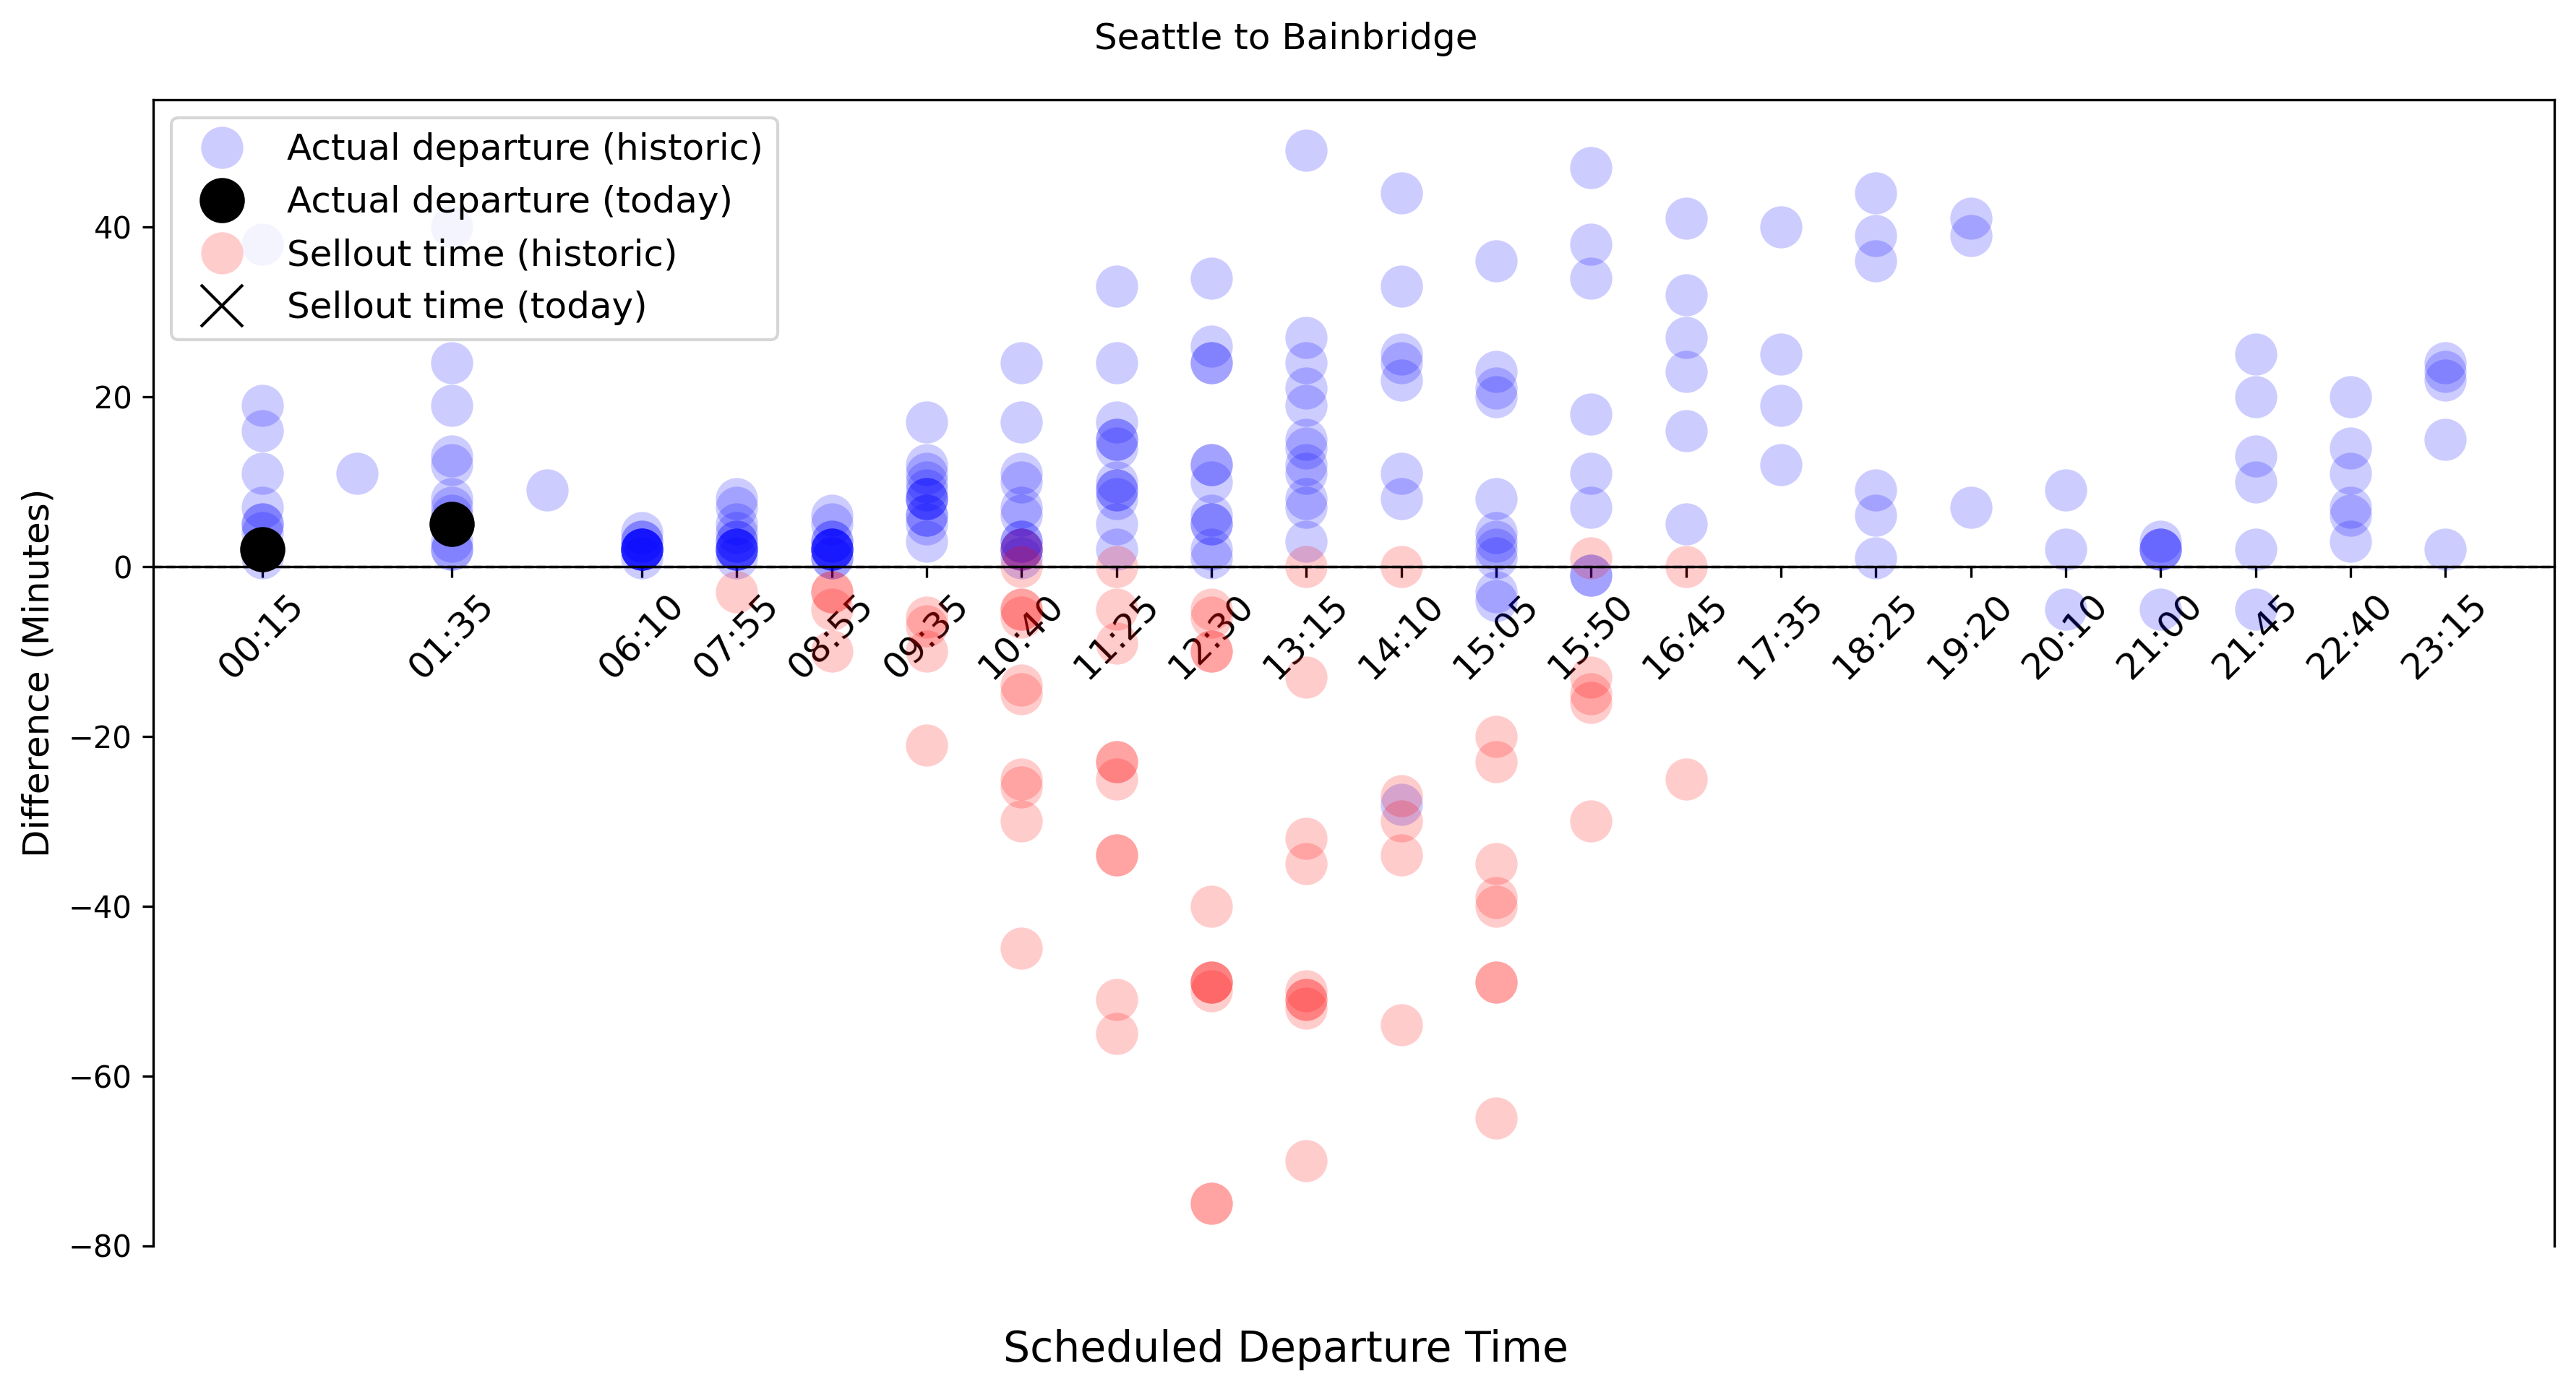 Seattle to Bainbridge
Actual departure (historic)
Actual departure (today)
Sellout time (historic)
Sellout time (today)
Difference (Minutes)
40
20
0
−20
−40
−60
−80
00:15 01:35 06:10 07:55 08:55 09:35 10:40 11:25 12:30 13:15 14:10 15:05 15:50 16:45 17:35 18:25 19:20 20:10 21:00 21:45 22:40 23:15
Scheduled Departure Time